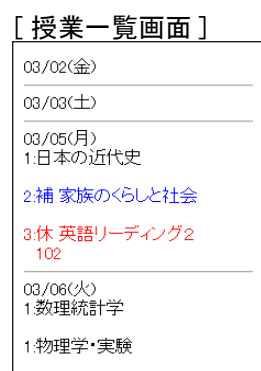 [ 授業一覧画面 ]
03/02(金)
03/03(土)
03/05(月)
1:日本の近代史
2:補 家族のくらしと社会
3:休 英語リーディング2
102
03/06(火)
1:数理統計学
1:物理学・実験